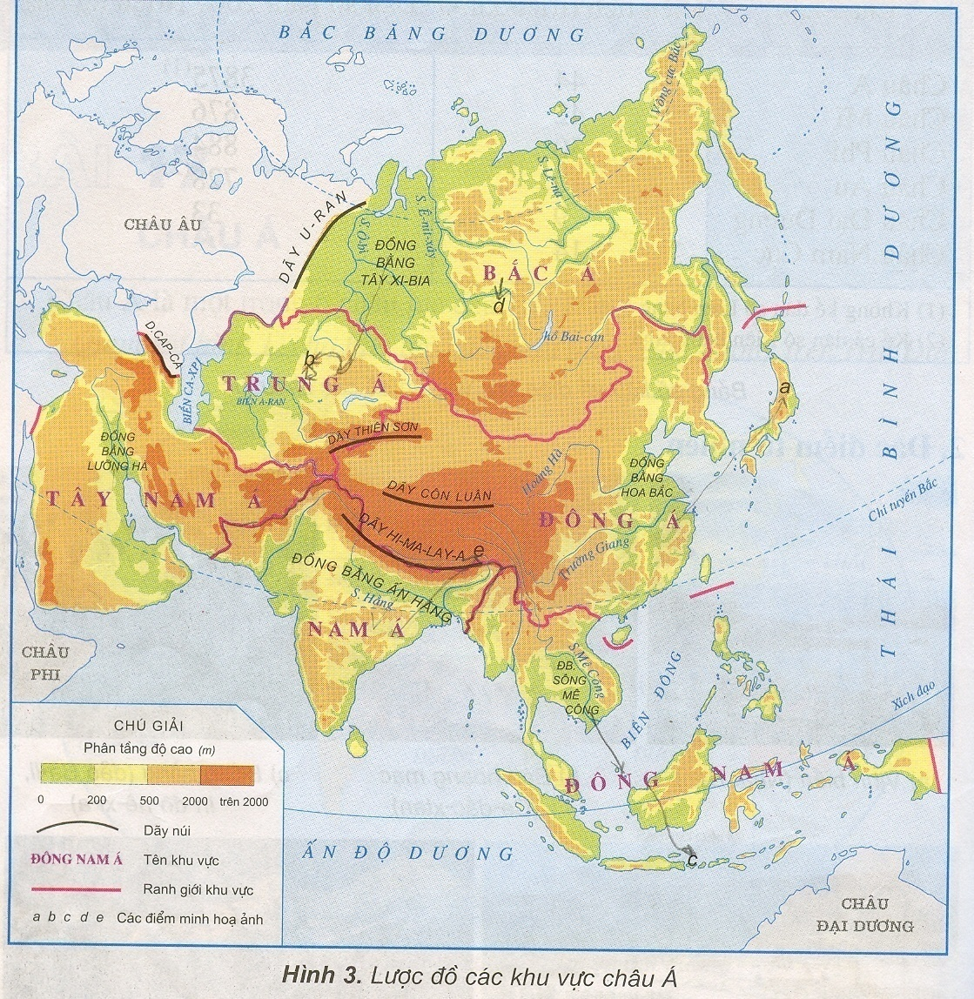 BẮC BĂNG DƯƠNG
Vòng cực Bắc
S. Lê-na
S. Ê-nít-xây
S. Ôbi
CHÂU ÂU
DÃY U-RAN
ĐỒNG
BẰNG
TÂY XI-BIA
BẮC Á
d
hồ Bai-can
THÁI BÌNH DƯƠNG
D. CAP-CA
BIỂN CA-XPI
b
TRUNG Á
BIỂN A-RAN
a
DÃY THIÊN SƠN
ĐỒNG
BẰNG
LƯỠNG HÀ
Hoàng Hà
ĐỒNG
BẰNG
HOA BẮC
TÂY NAM Á
DÃY CÔN LUÂN
ĐÔNG Á
Chí tuyến Bắc
DÃY HI-MA-LAY-A
e
Trường Giang
ĐỒNG BẰNG ẤN HẰNG
S. Hằng
NAM Á
CHÂU
PHI
ĐB.
SÔNG
MÊ
CÔNG
S.Mê Công
BIỂN ĐÔNG
Xích đạo
ĐÔNG NAM Á
c
ẤN ĐỘ DƯƠNG
CHÂU
ĐẠI DƯƠNG
CHÚ GIẢI
Phân tầng độ cao (m)
0 200 500 2000 trên 2000
Dãy núi
ĐÔNG NAM Á Tên khu vực
Ranh giới khu vực
a b c d e Các điểm minh hoạ ảnh
Hình 3. Lược đồ các khu vực châu Á